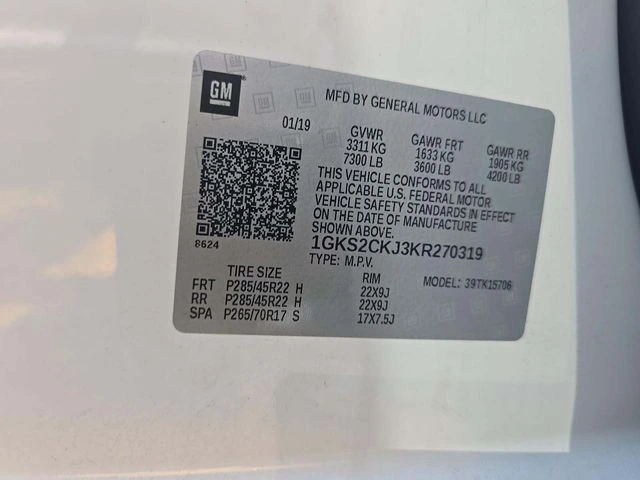 GM
MFD BY GENERAL MOTORS LLC
01/19 GVWR GAWR FRT GAWR RR
3311 KG 1633 KG 1905 KG
7300 LB 3600 LB 4200 LB
THIS VEHICLE CONFORMS TO ALL
APPLICABLE U.S. FEDERAL MOTOR
VEHICLE SAFETY STANDARDS IN EFFECT
ON THE DATE OF MANUFACTURE
SHOWN ABOVE.
8624
1GKS2CKJ3KR270319
TYPE: M.P.V.
MODEL: 39TK15706
TIRE SIZE RIM
FRT P285/45R22 H 22X9J
RR P285/45R22 H 22X9J
SPA P265/70R17 S 17X7.5J